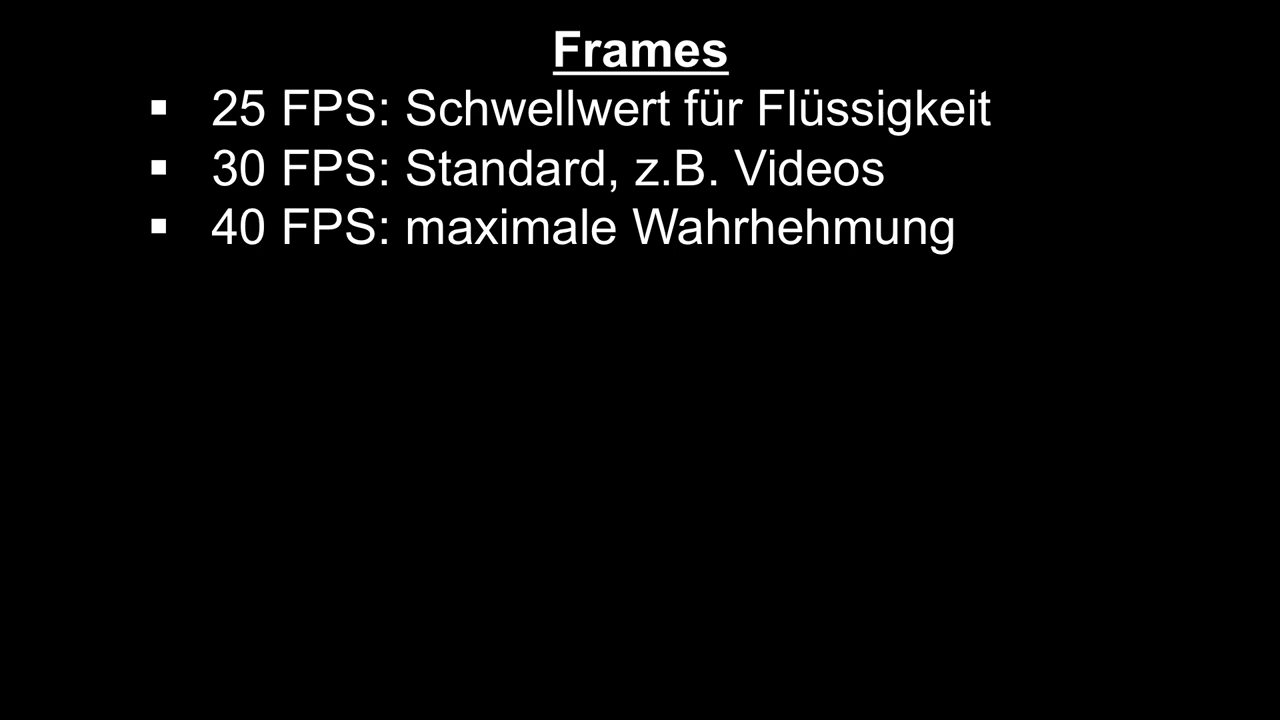 Frames
▪ 25 FPS: Schwellwert für Flüssigkeit
▪ 30 FPS: Standard, z.B. Videos
▪ 40 FPS: maximale Wahrhehmung